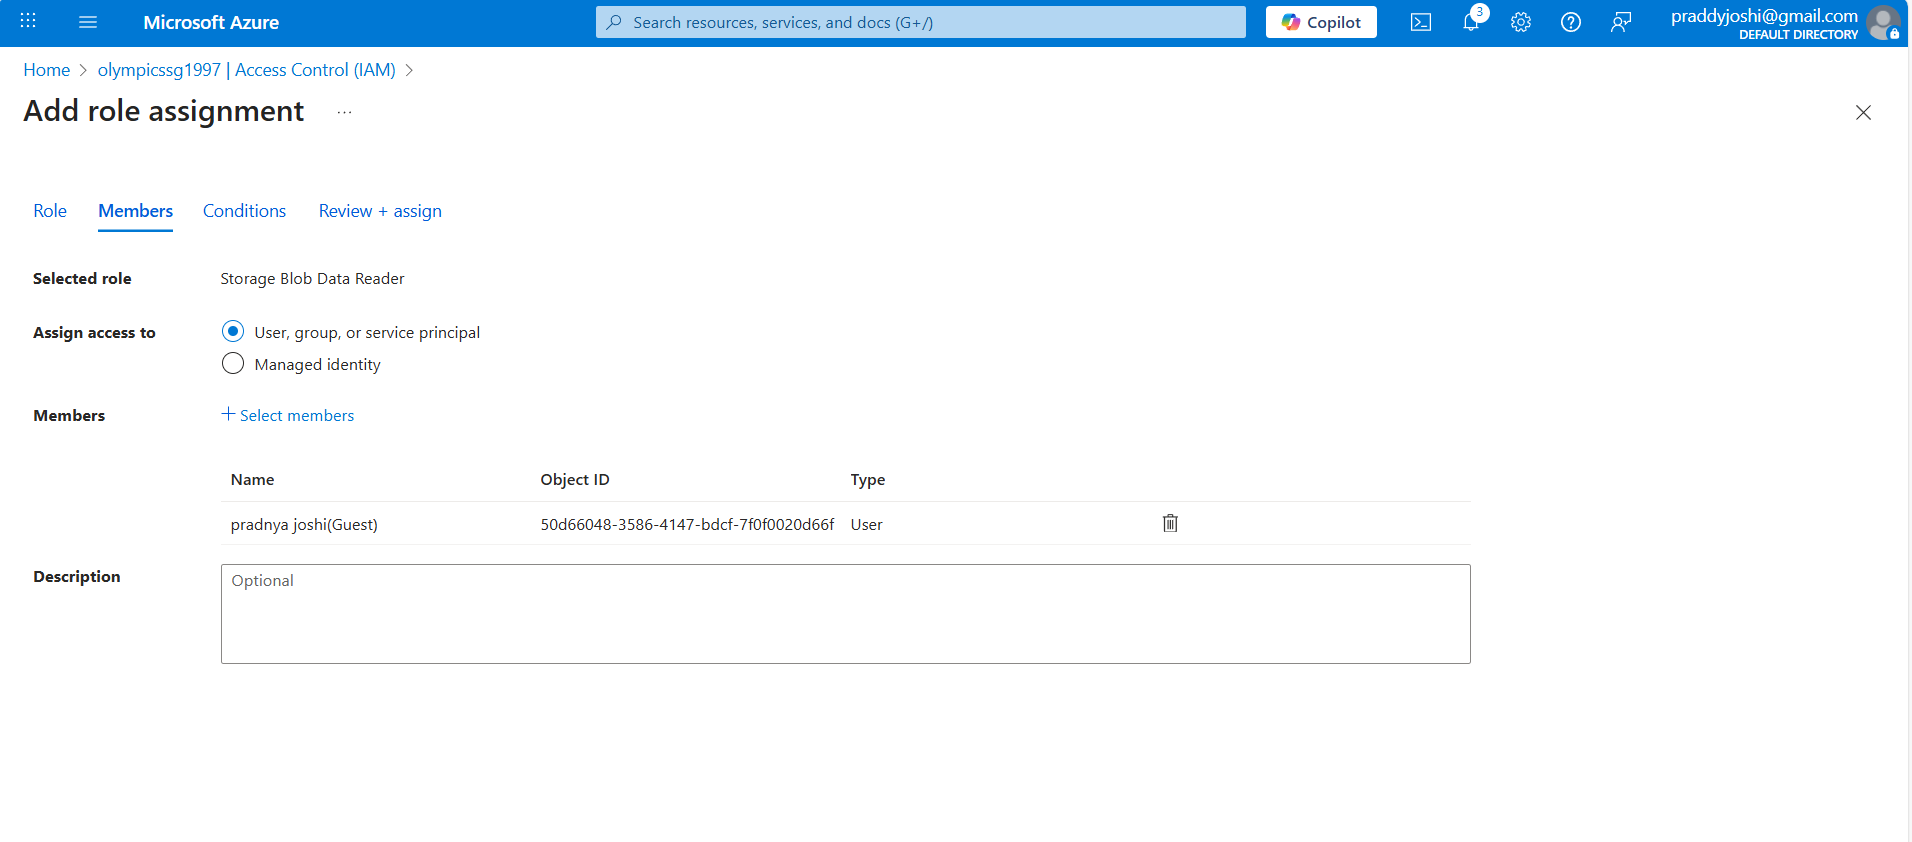 Microsoft Azure
Search resources, services, and docs (G+/)
Copilot
3
praddyjoshi@gmail.com
DEFAULT DIRECTORY
Home > olympicssg1997 | Access Control (IAM) >
Add role assignment ...
Role Members Conditions Review + assign
Selected role Storage Blob Data Reader
Assign access to User, group, or service principal
Managed identity
Members + Select members
Name Object ID Type
pradnya joshi(Guest) 50d66048-3586-4147-bdcf-7f0f0020d66f User
Description Optional